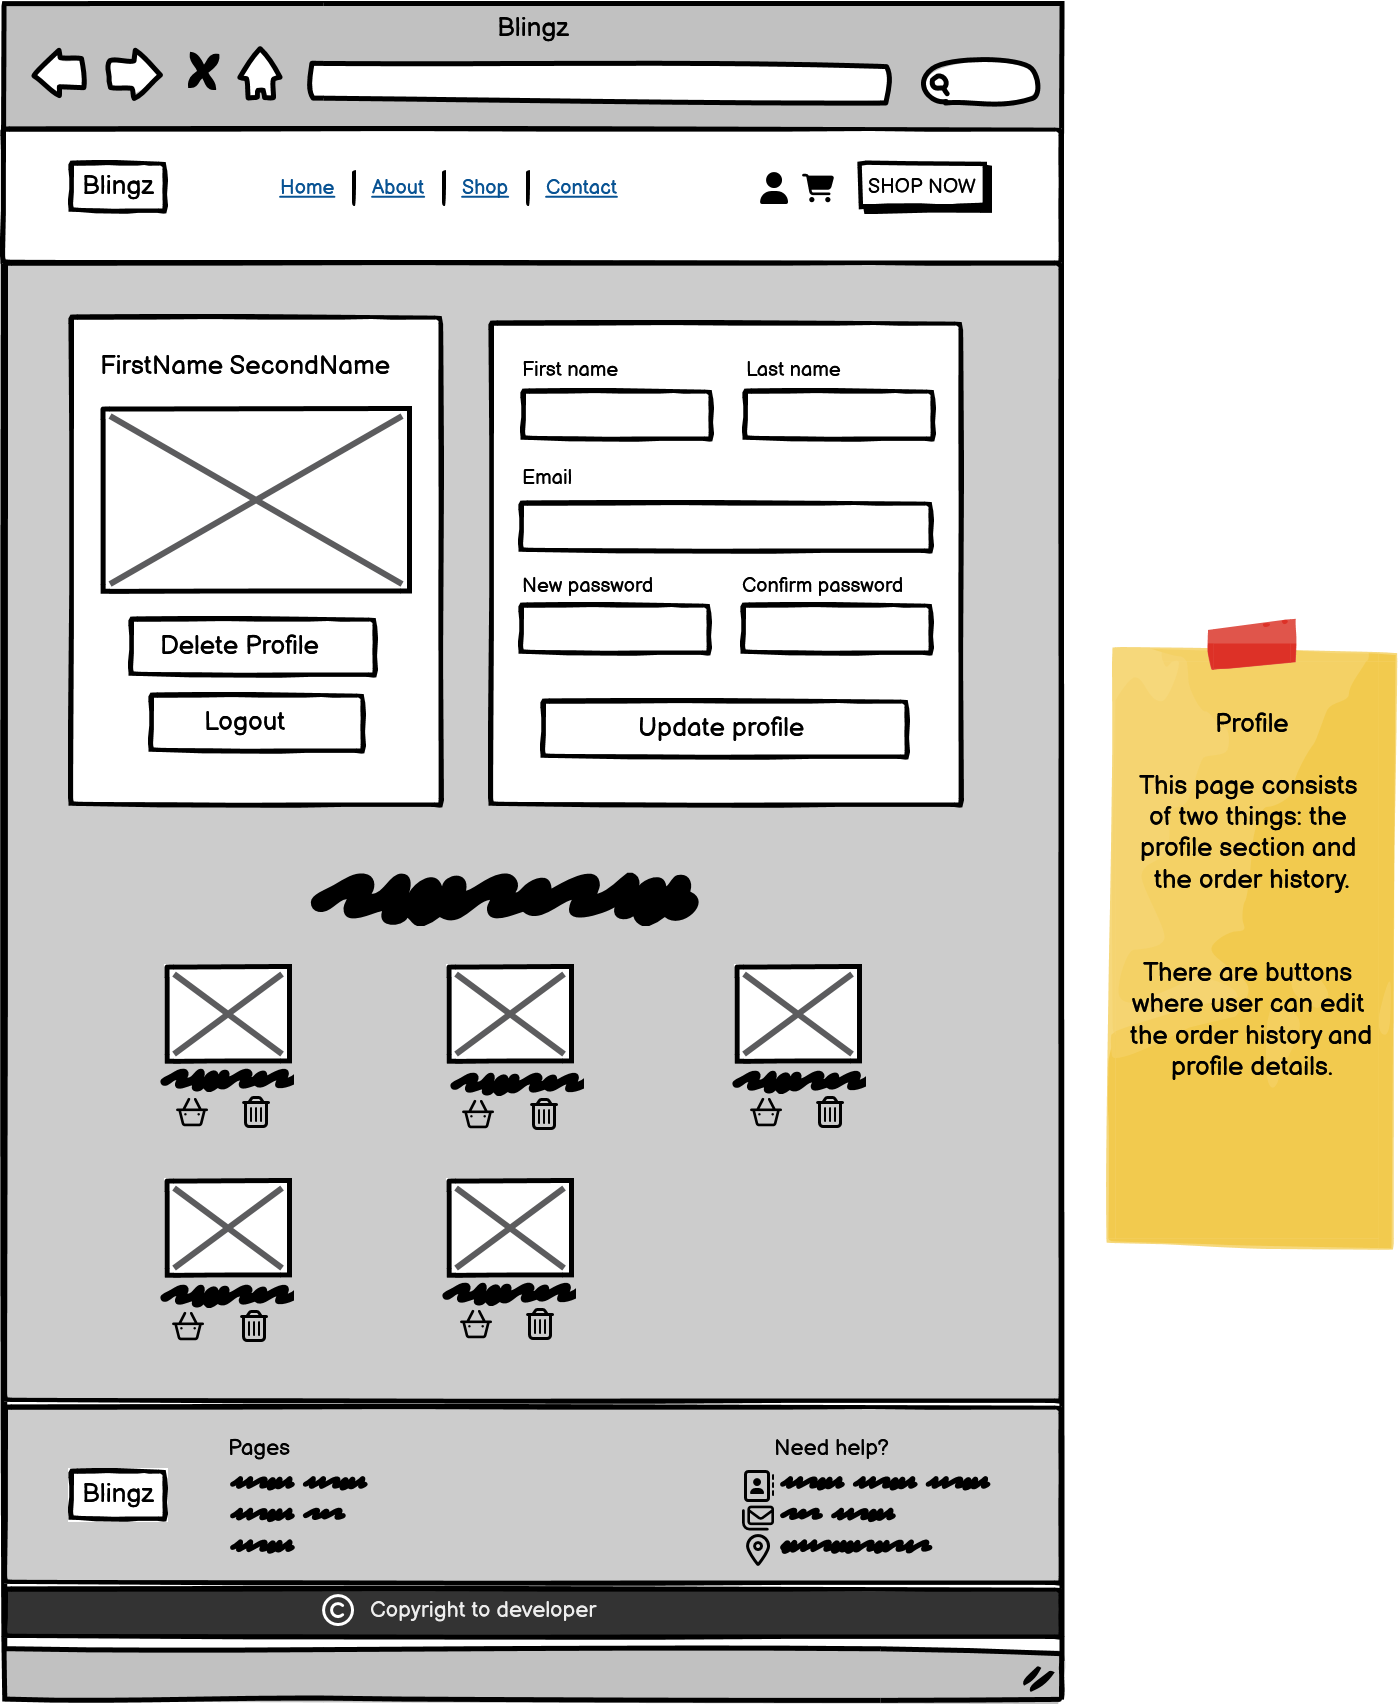 Blingz
Blingz
Home
About
Shop
Contact
SHOP NOW
FirstName SecondName
Delete Profile
Logout
First name
Last name
Email
New password
Confirm password
Update profile
Profile
This page consists
of two things: the
profile section and
the order history.
There are buttons
where user can edit
the order history and
profile details.
Blingz
Pages
Need help?
© Copyright to developer